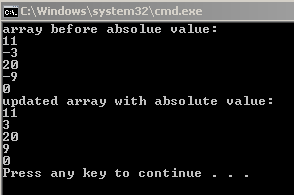 C:\Windows\system32\cmd.exe
array before absolue value:
11
-3
20
-9
0
updated array with absolute value:
11
3
20
9
0
Press any key to continue . . .